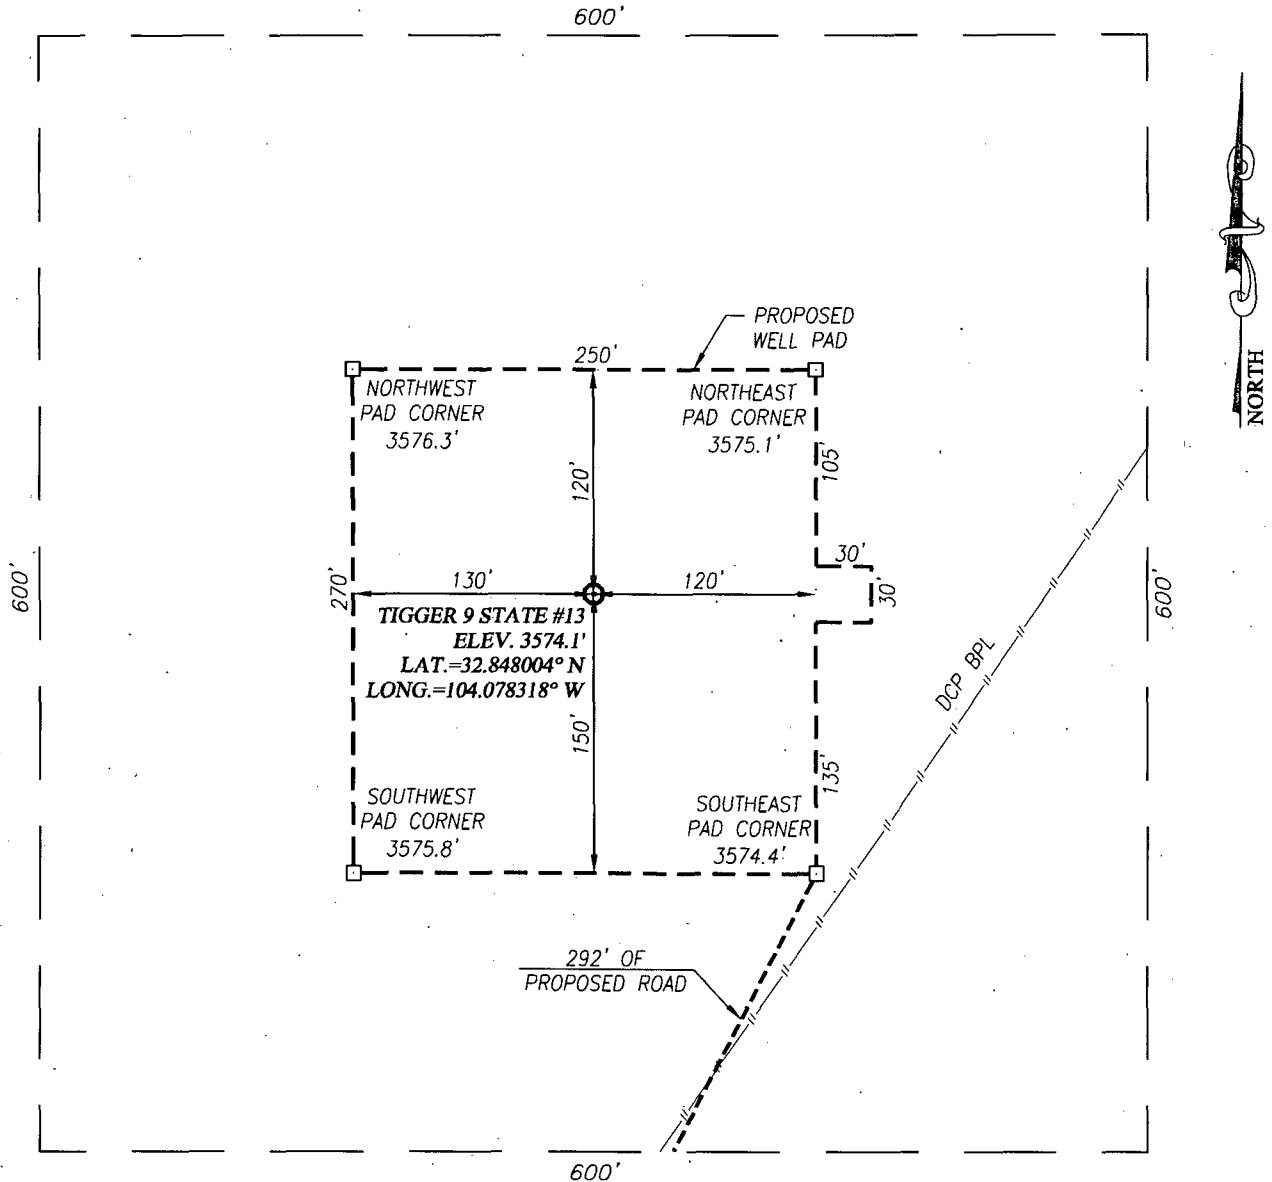 600'
NORTH
PROPOSED
WELL PAD
250'
NORTHWEST
PAD CORNER
3576.3'
NORTHEAST
PAD CORNER
3575.1'
120'
105'
30'
30'
600'
270'
130'
120'
600'
TIGGER 9 STATE #13
ELEV. 3574.1'
LAT.=32.848004° N
LONG.=104.078318° W
DCP BPL
150'
135'
SOUTHWEST
PAD CORNER
3575.8'
SOUTHEAST
PAD CORNER
3574.4'
292' OF
PROPOSED ROAD
600'